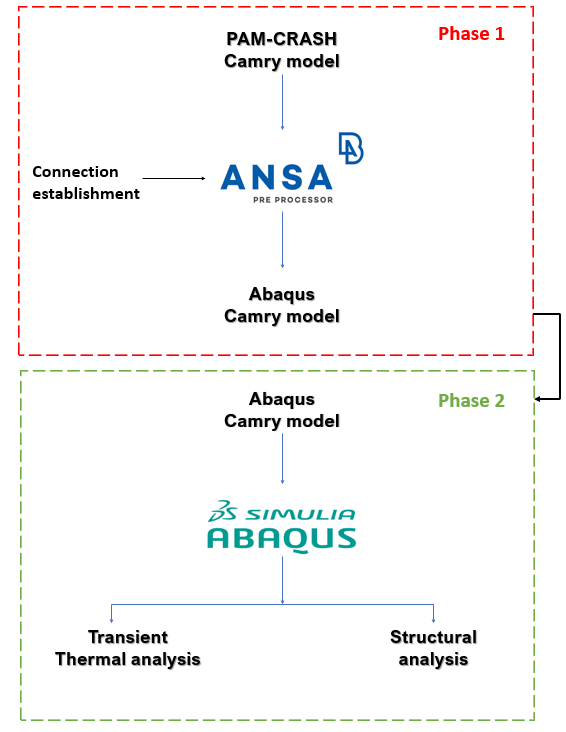 PAM-CRASH
Camry model
Phase 1
Connection
establishment
ANSA
PRE PROCESSOR
Abaqus
Camry model
Abaqus
Camry model
Phase 2
SIMULIA
ABAQUS
Transient
Thermal analysis
Structural
analysis